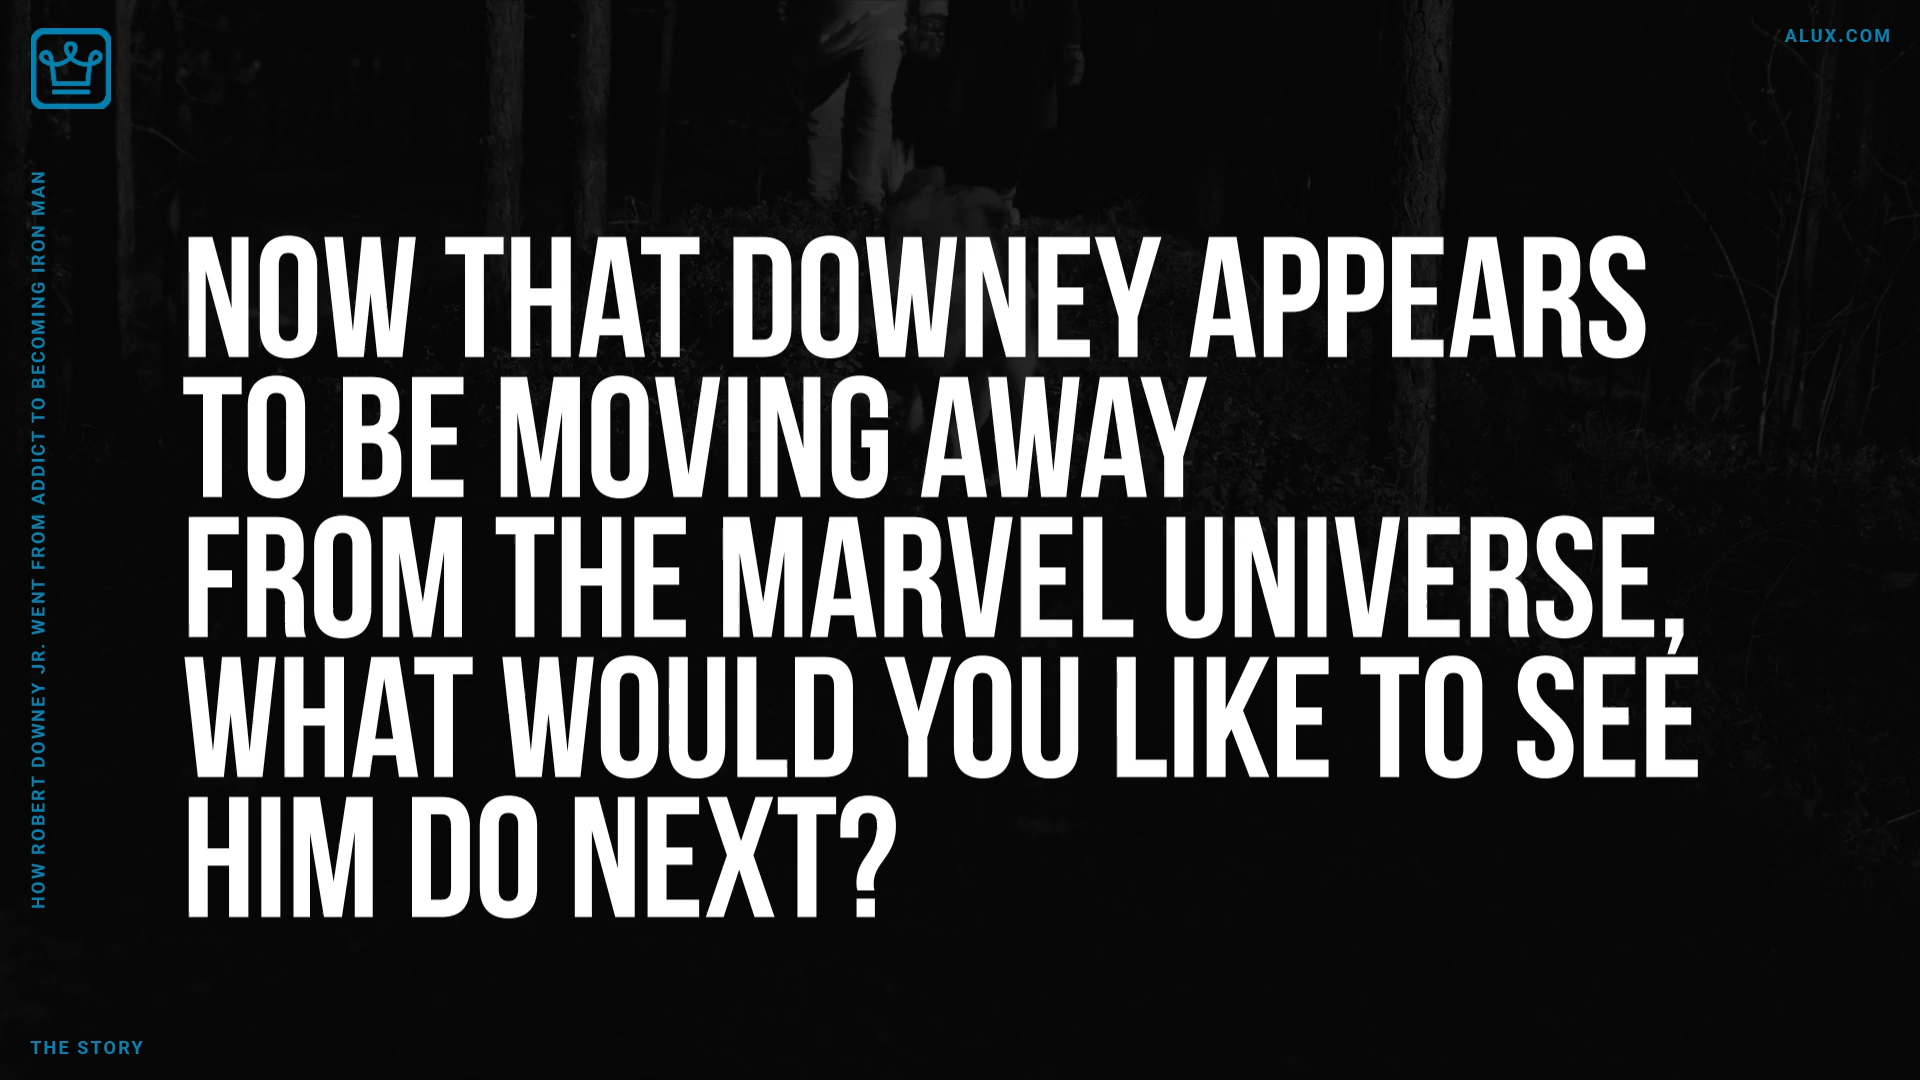 ALUX.COM
HOW ROBERT DOWNEY JR. WENT FROM ADDICT TO BECOMING IRON MAN
NOW THAT DOWNEY APPEARS
TO BE MOVING AWAY
FROM THE MARVEL UNIVERSE,
WHAT WOULD YOU LIKE TO SEE
HIM DO NEXT?
THE STORY